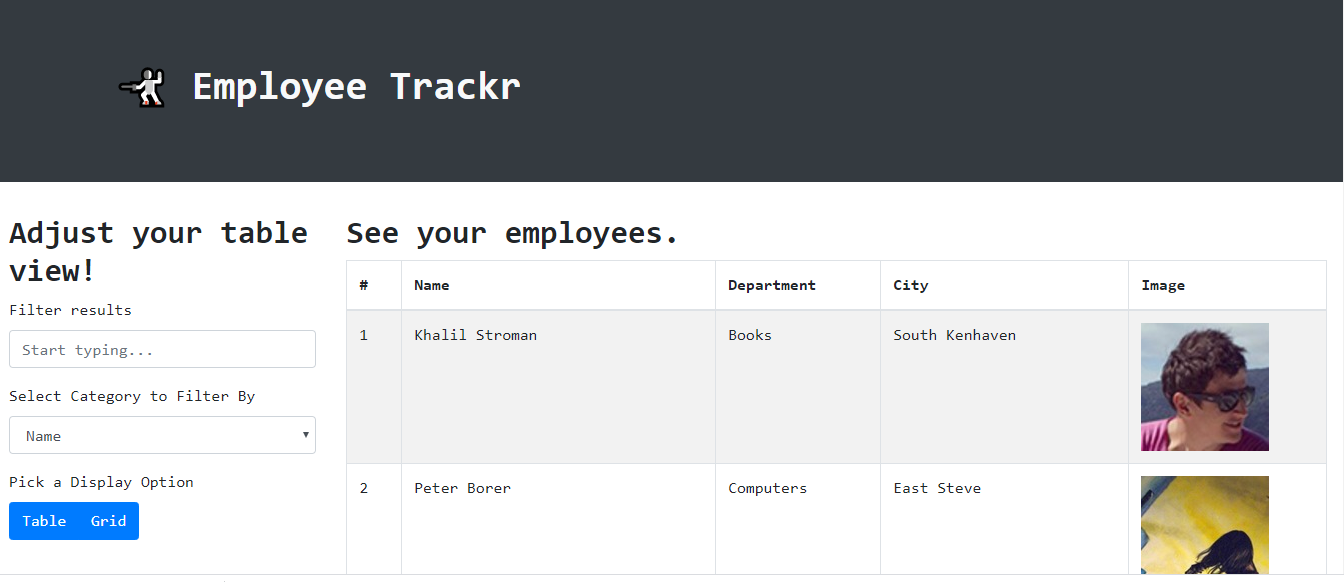 Employee Trackr
Adjust your table
view!
Filter results
Start typing...
Select Category to Filter By
Name
Pick a Display Option
Table Grid
See your employees.
# Name Department City Image
1 Khalil Stroman Books South Kenhaven
2 Peter Borer Computers East Steve